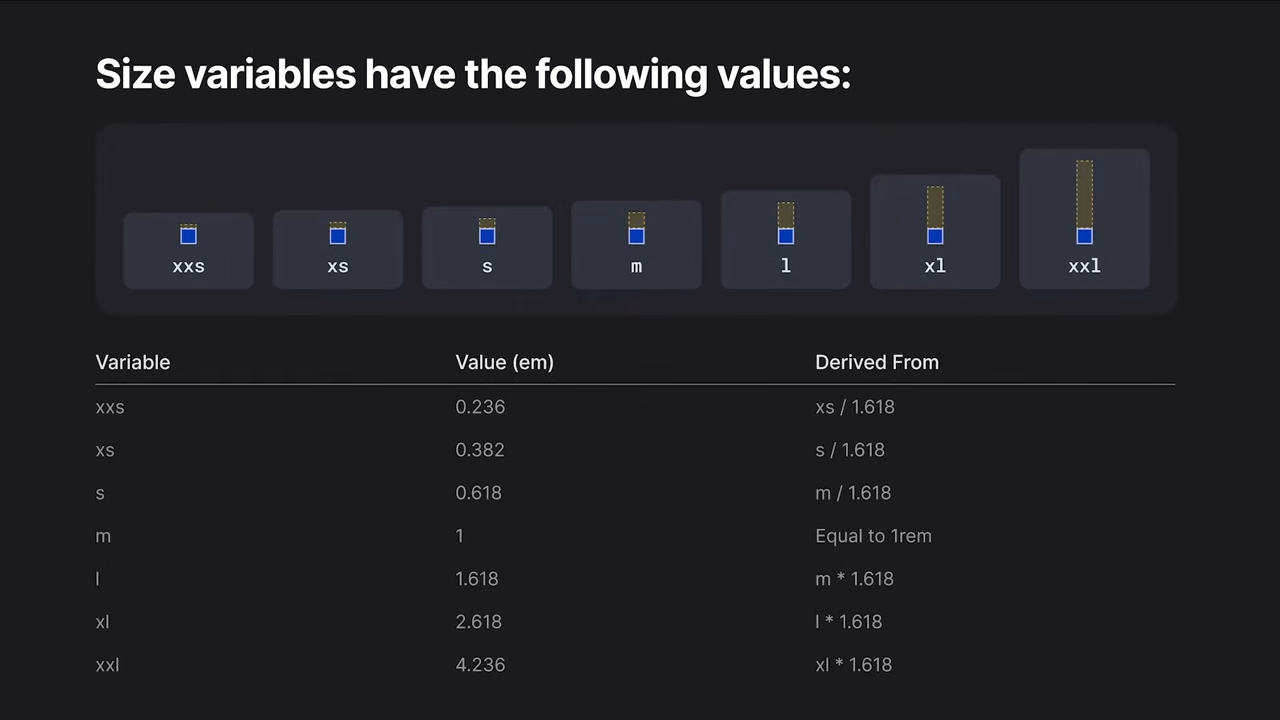 Size variables have the following values:
xxs xs s m l xl xxl
Variable Value (em) Derived From
xxs 0.236 xs / 1.618
xs 0.382 s / 1.618
s 0.618 m / 1.618
m 1 Equal to 1rem
l 1.618 m * 1.618
xl 2.618 l * 1.618
xxl 4.236 xl * 1.618